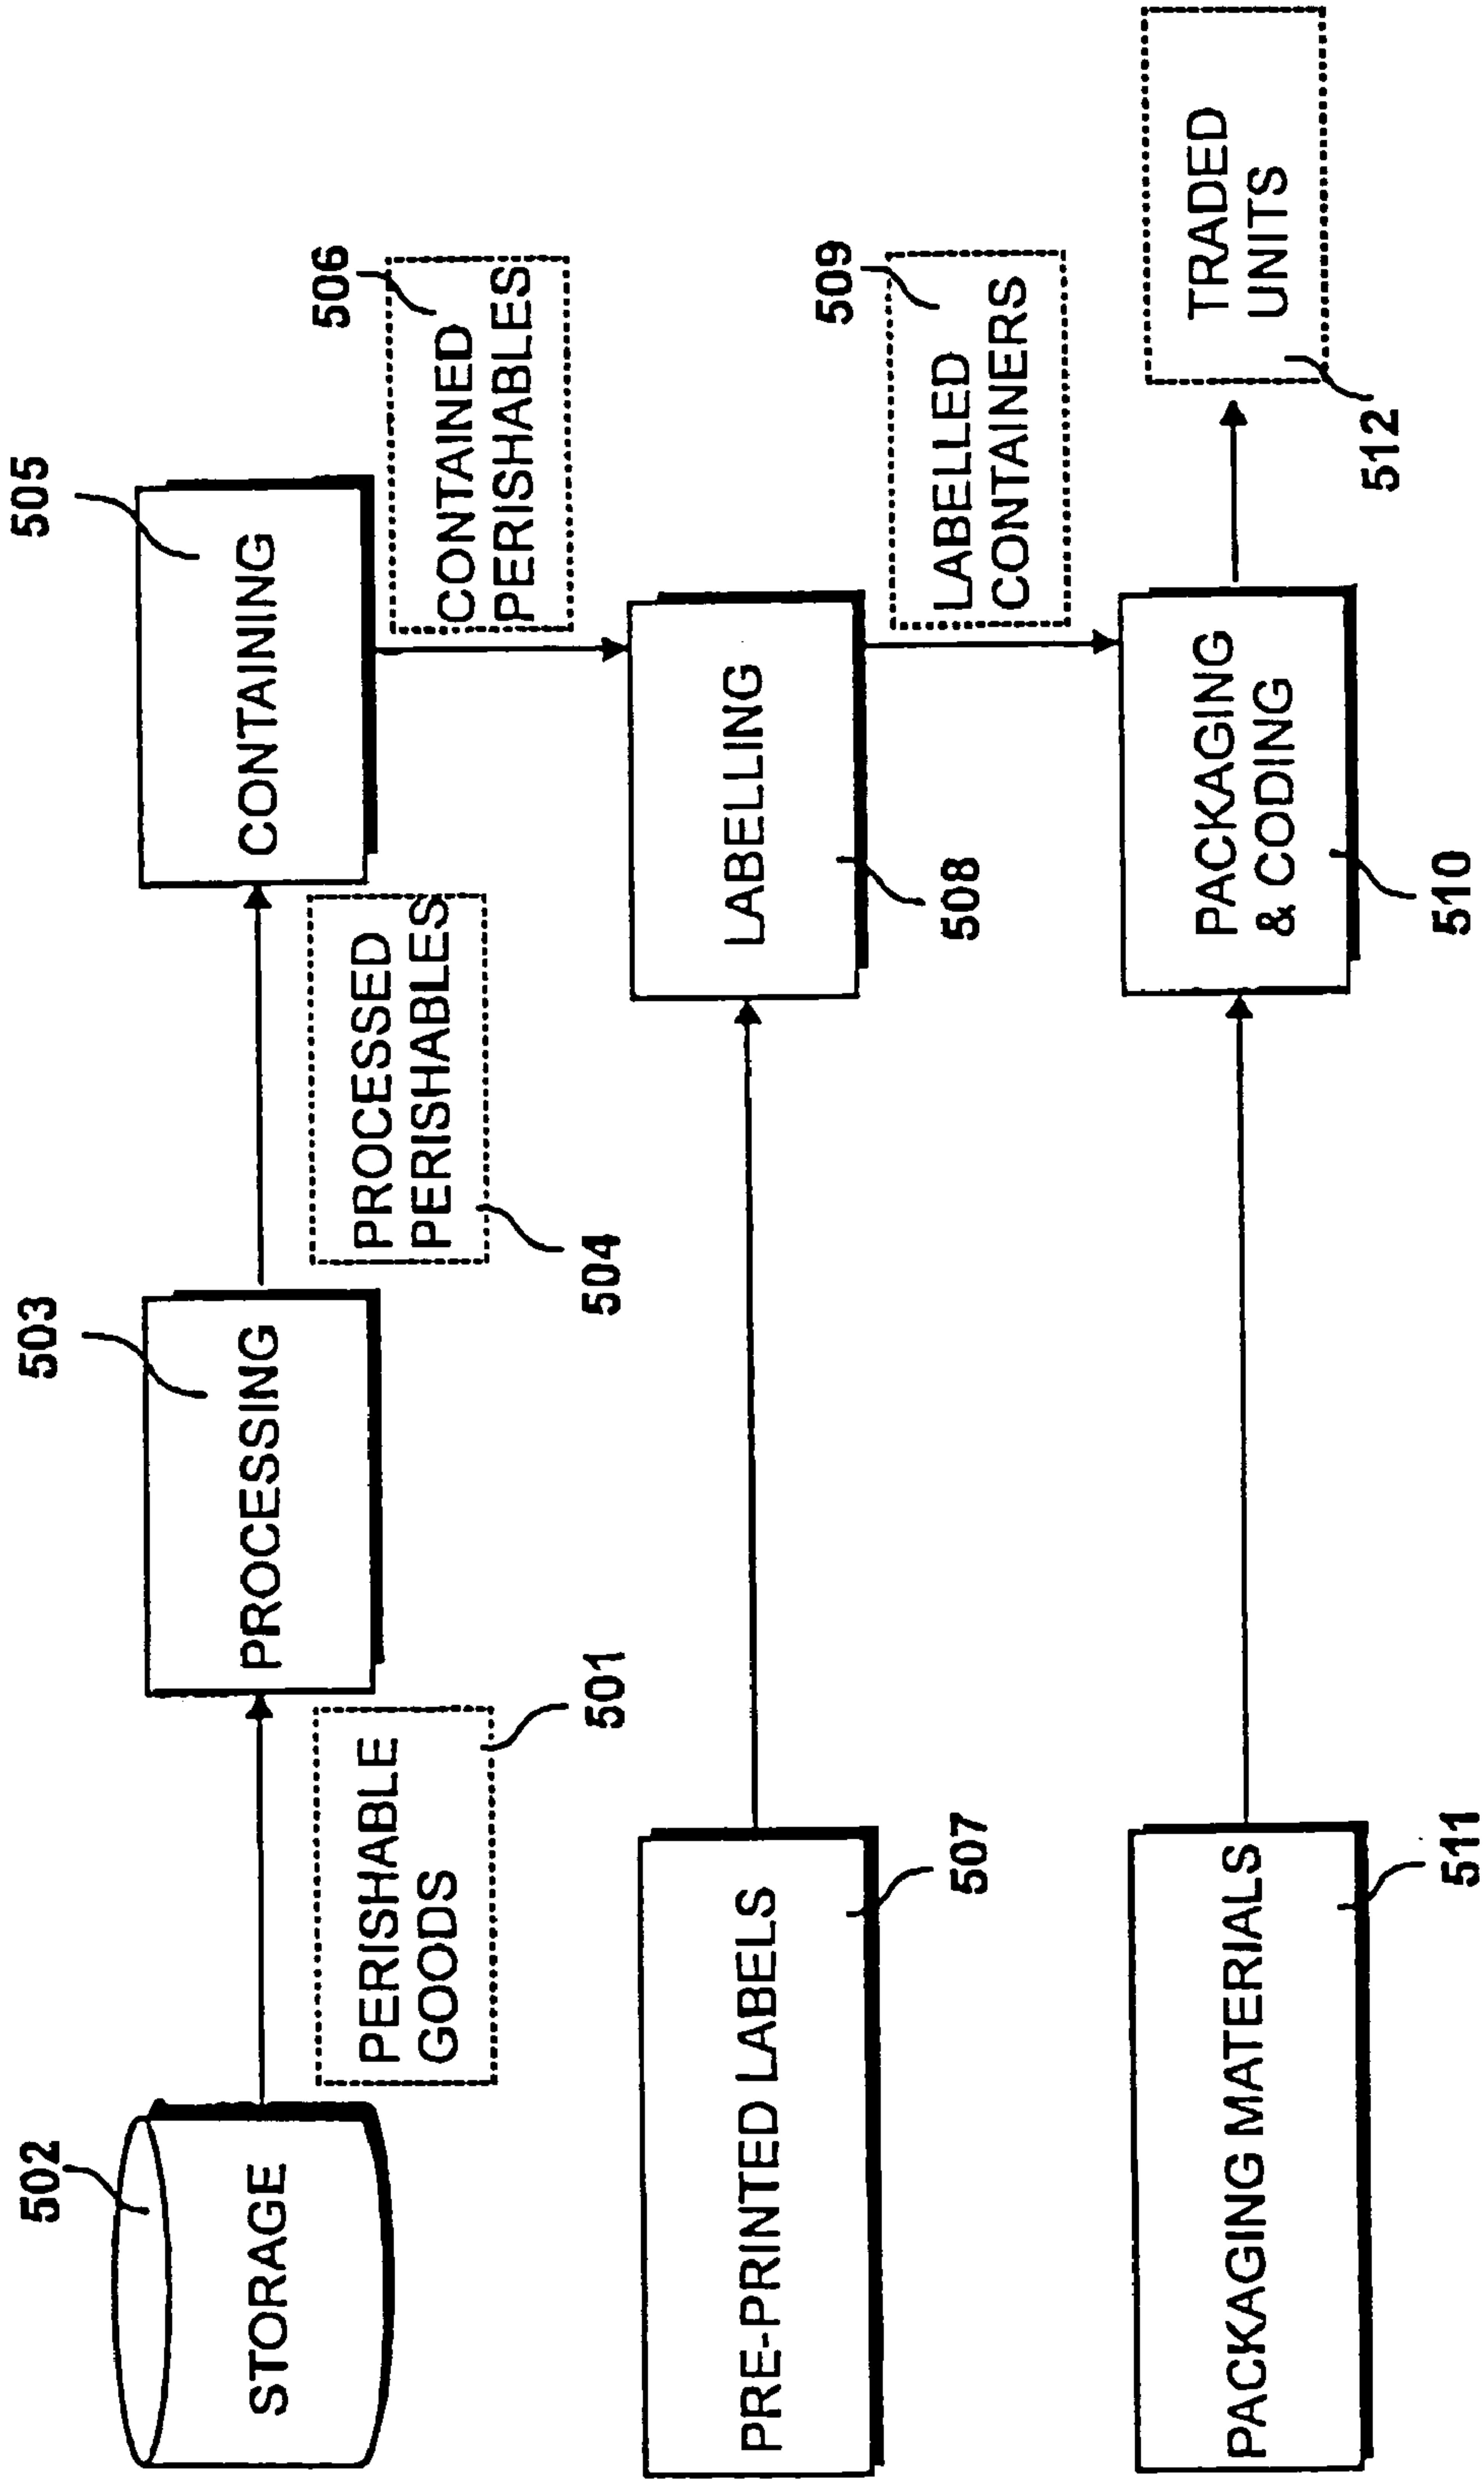 502
STORAGE
PERISHABLE
GOODS
501
503
PROCESSING
PROCESSED
PERISHABLES
504
505
CONTAINING
506
CONTAINED
PERISHABLES
PRE-PRINTED LABELS
507
LABELLING
508
509
LABELLED
CONTAINERS
PACKAGING MATERIALS
511
PACKAGING
& CODING
510
TRADED
UNITS
512